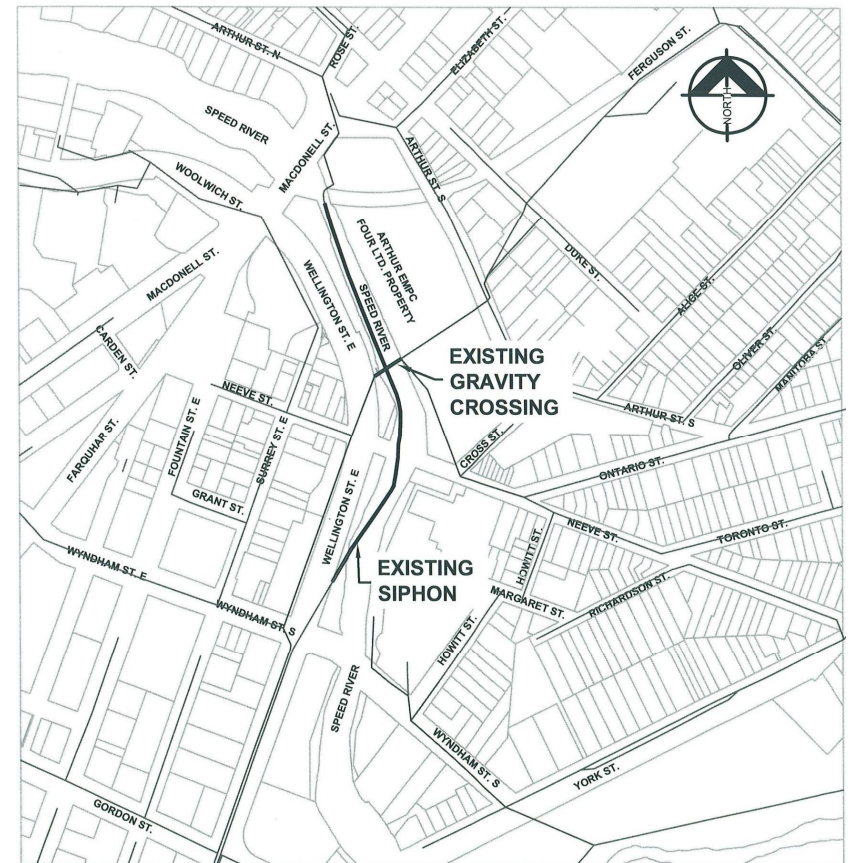 ARTHUR ST. N
ROSE ST.
ELIZABETH ST.
FERGUSON ST.
NORTH
SPEED RIVER
MACDONELL ST.
ARTHUR ST. S
WOOLWICH ST.
ARTHUR EMPC
FOUR LTD. PROPERTY
DUKE ST.
MACDONELL ST.
WELLINGTON ST. E
SPEED RIVER
ALICE ST.
CARDEN ST.
OLIVER ST.
MANITOBA ST.
EXISTING
GRAVITY
CROSSING
NEEVE ST.
ARTHUR ST. S
FARQUHAR ST.
FOUNTAIN ST. E
SURREY ST. E
CROSS ST.
ONTARIO ST.
GRANT ST.
WELLINGTON ST. E
NEEVE ST.
TORONTO ST.
HOWITT ST.
WYNDHAM ST. E
EXISTING
SIPHON
MARGARET ST.
RICHARDSON ST.
WYNDHAM ST. S
HOWITT ST.
SPEED RIVER
WYNDHAM ST. S
YORK ST.
GORDON ST.